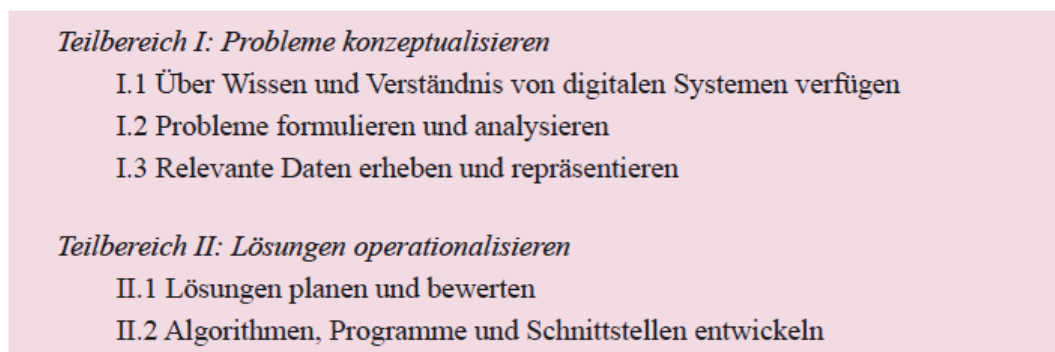 Teilbereich I: Probleme konzeptualisieren
I.1 Über Wissen und Verständnis von digitalen Systemen verfügen
I.2 Probleme formulieren und analysieren
I.3 Relevante Daten erheben und repräsentieren
Teilbereich II: Lösungen operationalisieren
II.1 Lösungen planen und bewerten
II.2 Algorithmen, Programme und Schnittstellen entwickeln